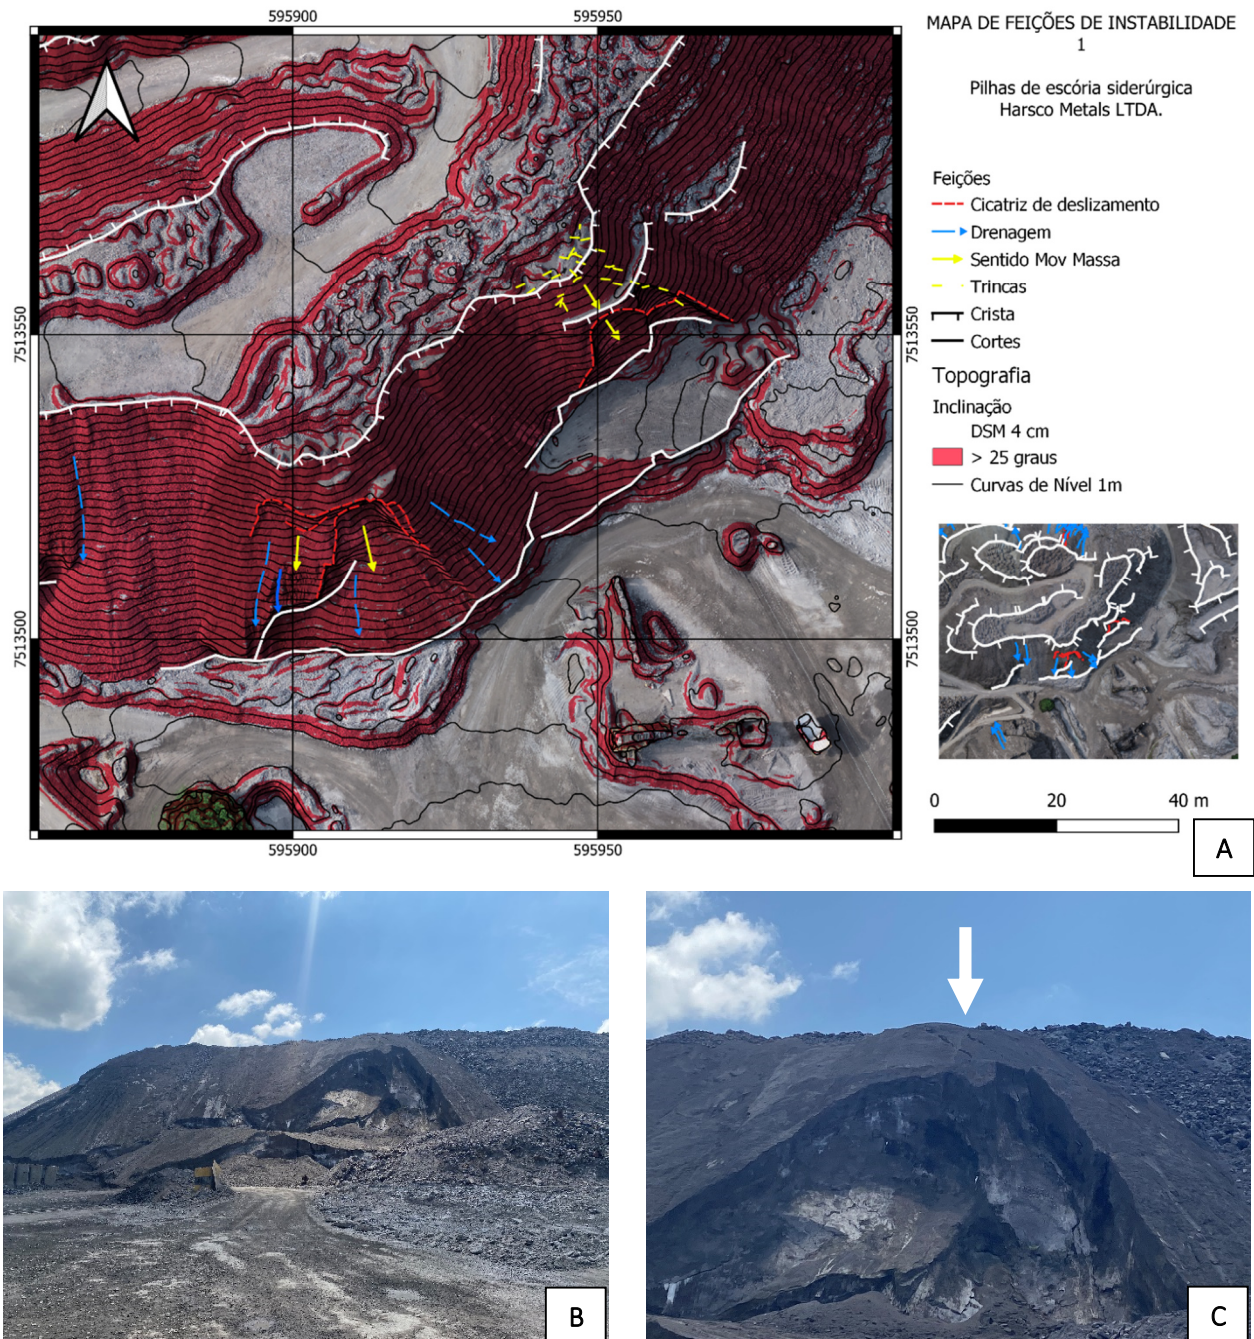 MAPA DE FEIÇÕES DE INSTABILIDADE
1
Pilhas de escória siderúrgica
Harsco Metals LTDA.
Feições
Cicatriz de deslizamento
Drenagem
Sentido Mov Massa
Trincas
Crista
Cortes
Topografia
Inclinação
DSM 4 cm
> 25 graus
Curvas de Nível 1m
0 20 40 m
595900 595950
7513550 7513550
7513500 7513500
595900 595950
A
B
C